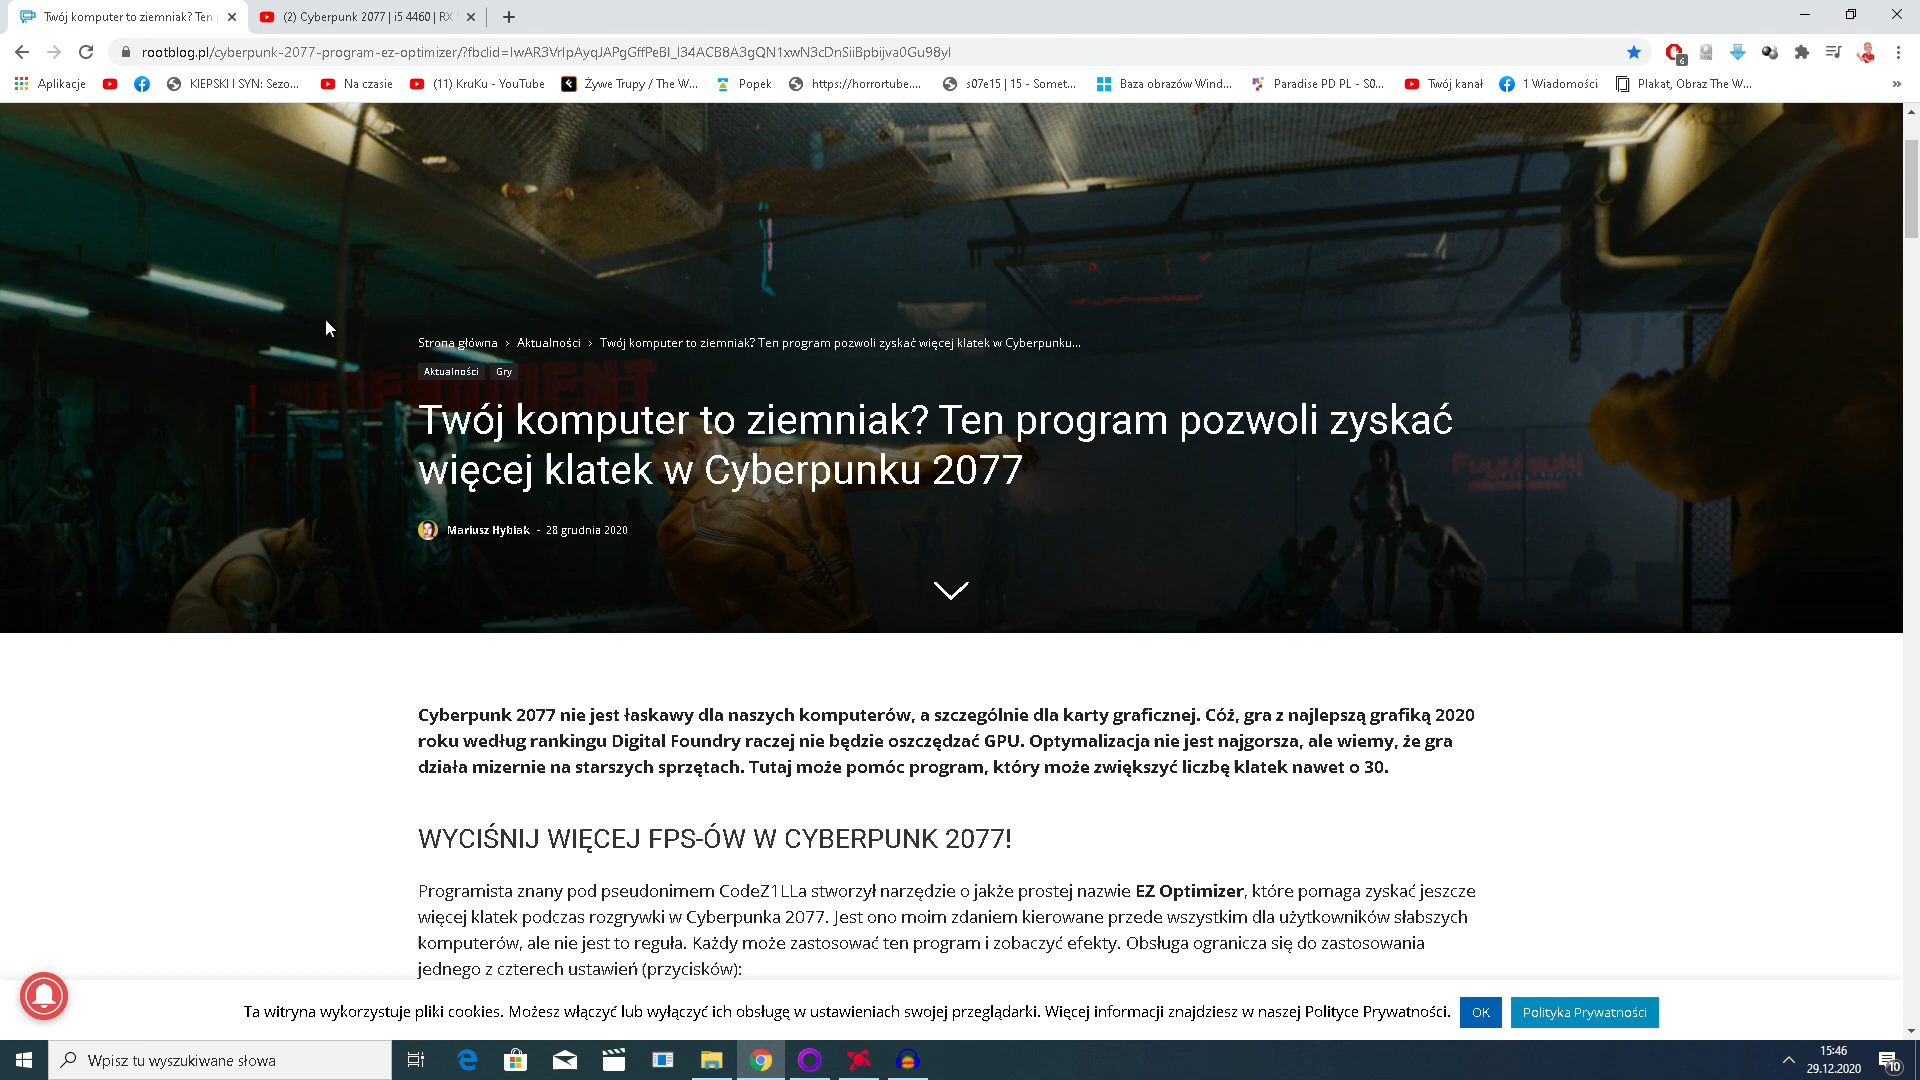 Twój komputer to ziemniak? Ten
(2) Cyberpunk 2077 | i5 4460 | RX
rootblog.pl/cyberpunk-2077-program-ez-optimizer/?fbclid=IwAR3VrIpAyqJAPgGffPeBI_I34ACB8A3gQN1xwN3cDnSiiBpbijva0Gu98yI
6
Aplikacje
KIEPSKI I SYN: Sezo...
Na czasie
(11) KruKu - YouTube
Żywe Trupy / The W...
Popek
https://horrortube....
s07e15 | 15 - Somet...
Baza obrazów Wind...
Paradise PD PL - S0...
Twój kanał
1 Wiadomości
Plakat, Obraz The W...
»
Strona główna › Aktualności › Twój komputer to ziemniak? Ten program pozwoli zyskać więcej klatek w Cyberpunku...
Aktualności Gry
Twój komputer to ziemniak? Ten program pozwoli zyskać
więcej klatek w Cyberpunku 2077
Mariusz Hybiak - 28 grudnia 2020
Cyberpunk 2077 nie jest łaskawy dla naszych komputerów, a szczególnie dla karty graficznej. Cóż, gra z najlepszą grafiką 2020
roku według rankingu Digital Foundry raczej nie będzie oszczędzać GPU. Optymalizacja nie jest najgorsza, ale wiemy, że gra
działa mizernie na starszych sprzętach. Tutaj może pomóc program, który może zwiększyć liczbę klatek nawet o 30.
WYCIŚNIJ WIĘCEJ FPS-ÓW W CYBERPUNK 2077!
Programista znany pod pseudonimem CodeZ1LLa stworzył narzędzie o jakże prostej nazwie EZ Optimizer, które pomaga zyskać jeszcze
więcej klatek podczas rozgrywki w Cyberpunka 2077. Jest ono moim zdaniem kierowane przede wszystkim dla użytkowników słabszych
komputerów, ale nie jest to reguła. Każdy może zastosować ten program i zobaczyć efekty. Obsługa ogranicza się do zastosowania
jednego z czterech ustawień (przycisków):
Ta witryna wykorzystuje pliki cookies. Możesz włączyć lub wyłączyć ich obsługę w ustawieniach swojej przeglądarki. Więcej informacji znajdziesz w naszej Polityce Prywatności.
OK
Polityka Prywatności
Wpisz tu wyszukiwane słowa
15:46
29.12.2020
10